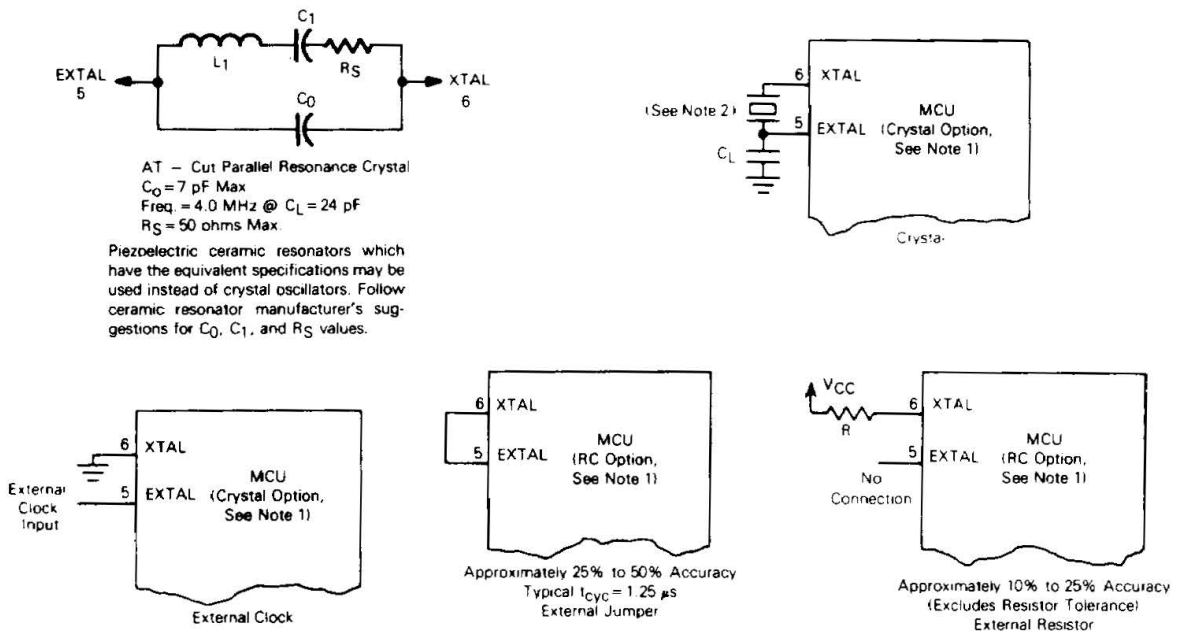 C1
L1
RS
EXTAL
5
XTAL
6
C0
AT – Cut Parallel Resonance Crystal
Co = 7 pF Max
Freq. = 4.0 MHz @ CL = 24 pF
RS = 50 ohms Max.
Piezoelectric ceramic resonators which
have the equivalent specifications may be
used instead of crystal oscillators. Follow
ceramic resonator manufacturer's sug-
gestions for C0, C1, and RS values.
6
XTAL
(See Note 2)
5
EXTAL
MCU
(Crystal Option,
See Note 1)
CL
Crysta
6
XTAL
5
EXTAL
External
Clock
Input
MCU
(Crystal Option,
See Note 1)
External Clock
6
XTAL
5
EXTAL
MCU
(RC Option,
See Note 1)
Approximately 25% to 50% Accuracy
Typical tcyc = 1.25 µs
External Jumper
VCC
R
6
XTAL
5
EXTAL
No
Connection
MCU
(RC Option,
See Note 1)
Approximately 10% to 25% Accuracy
(Excludes Resistor Tolerance)
External Resistor